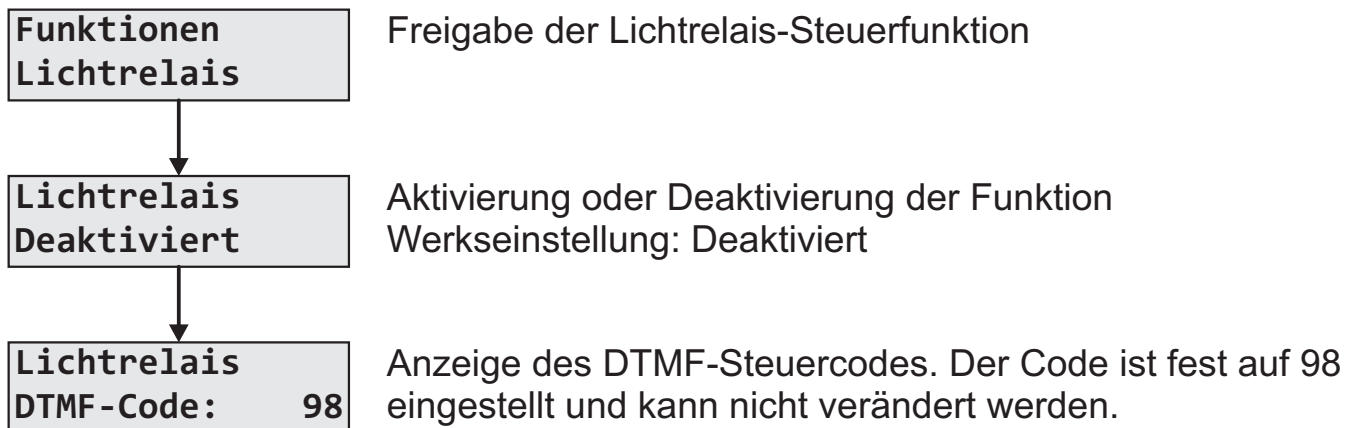 Funktionen
Lichtrelais
Freigabe der Lichtrelais-Steuerfunktion
Lichtrelais
Deaktiviert
Aktivierung oder Deaktivierung der Funktion
Werkseinstellung: Deaktiviert
Lichtrelais
DTMF-Code: 98
Anzeige des DTMF-Steuercodes. Der Code ist fest auf 98
eingestellt und kann nicht verändert werden.